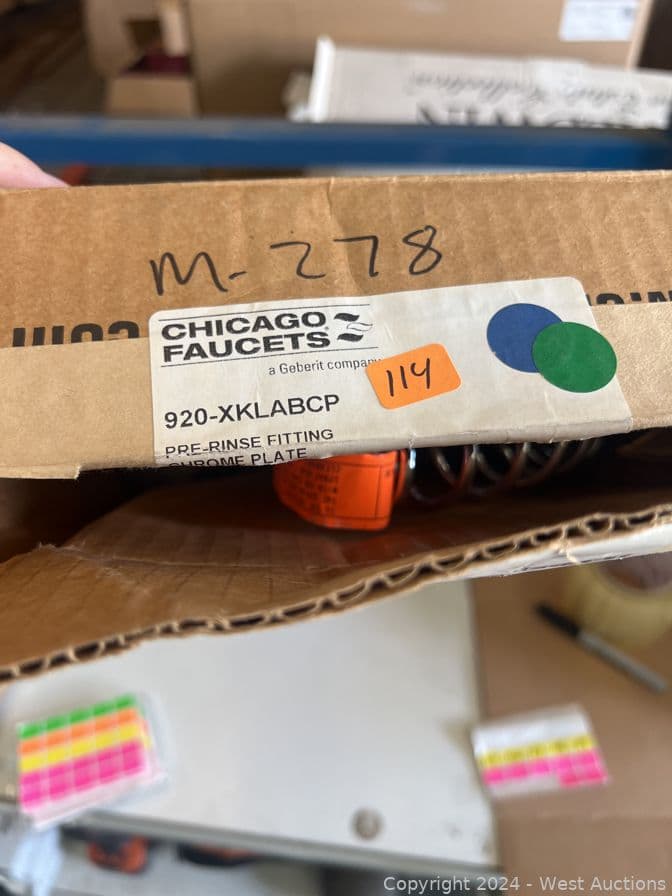 M-278
CHICAGO
FAUCETS
a Geberit company
114
920-XKLABCP
PRE-RINSE FITTING
CHROME PLATE
Copyright 2024 - West Auctions